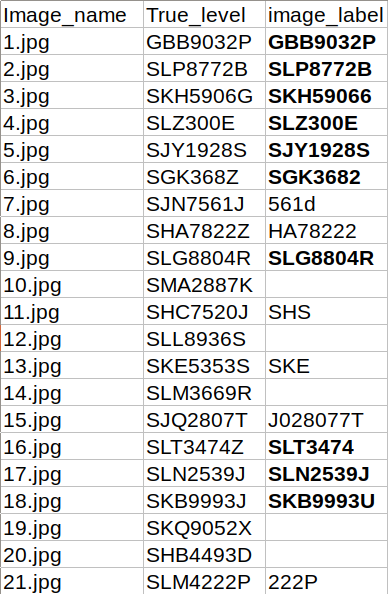 Image_name True_level image_label
1.jpg GBB9032P GBB9032P
2.jpg SLP8772B SLP8772B
3.jpg SKH5906G SKH59066
4.jpg SLZ300E SLZ300E
5.jpg SJY1928S SJY1928S
6.jpg SGK368Z SGK3682
7.jpg SJN7561J 561d
8.jpg SHA7822Z HA78222
9.jpg SLG8804R SLG8804R
10.jpg SMA2887K
11.jpg SHC7520J SHS
12.jpg SLL8936S
13.jpg SKE5353S SKE
14.jpg SLM3669R
15.jpg SJQ2807T J028077T
16.jpg SLT3474Z SLT3474
17.jpg SLN2539J SLN2539J
18.jpg SKB9993J SKB9993U
19.jpg SKQ9052X
20.jpg SHB4493D
21.jpg SLM4222P 222P